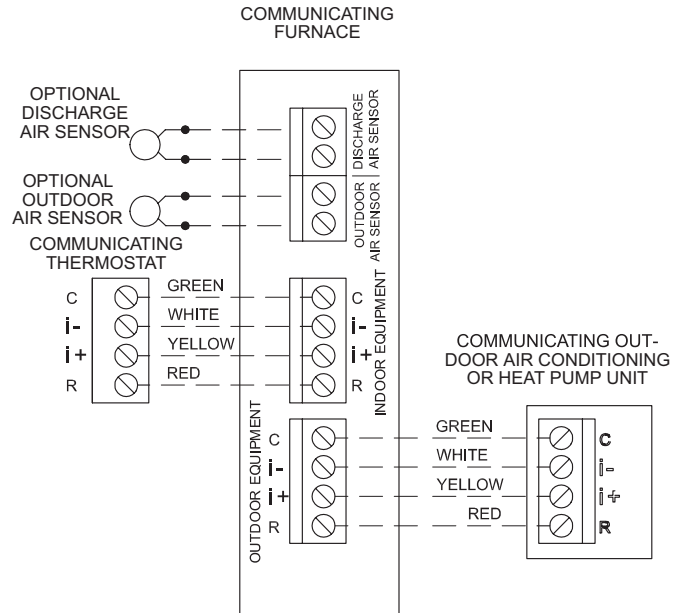 COMMUNICATING
FURNACE
OPTIONAL
DISCHARGE
AIR SENSOR
DISCHARGE
AIR SENSOR
OPTIONAL
OUTDOOR
AIR SENSOR
OUTDOOR
AIR SENSOR
COMMUNICATING
THERMOSTAT
C
i-
i+
R
GREEN
WHITE
YELLOW
RED
C
i-
i+
R
INDOOR EQUIPMENT
OUTDOOR EQUIPMENT
C
i-
i+
R
GREEN
WHITE
YELLOW
RED
COMMUNICATING OUT-
DOOR AIR CONDITIONING
OR HEAT PUMP UNIT
C
i-
i+
R